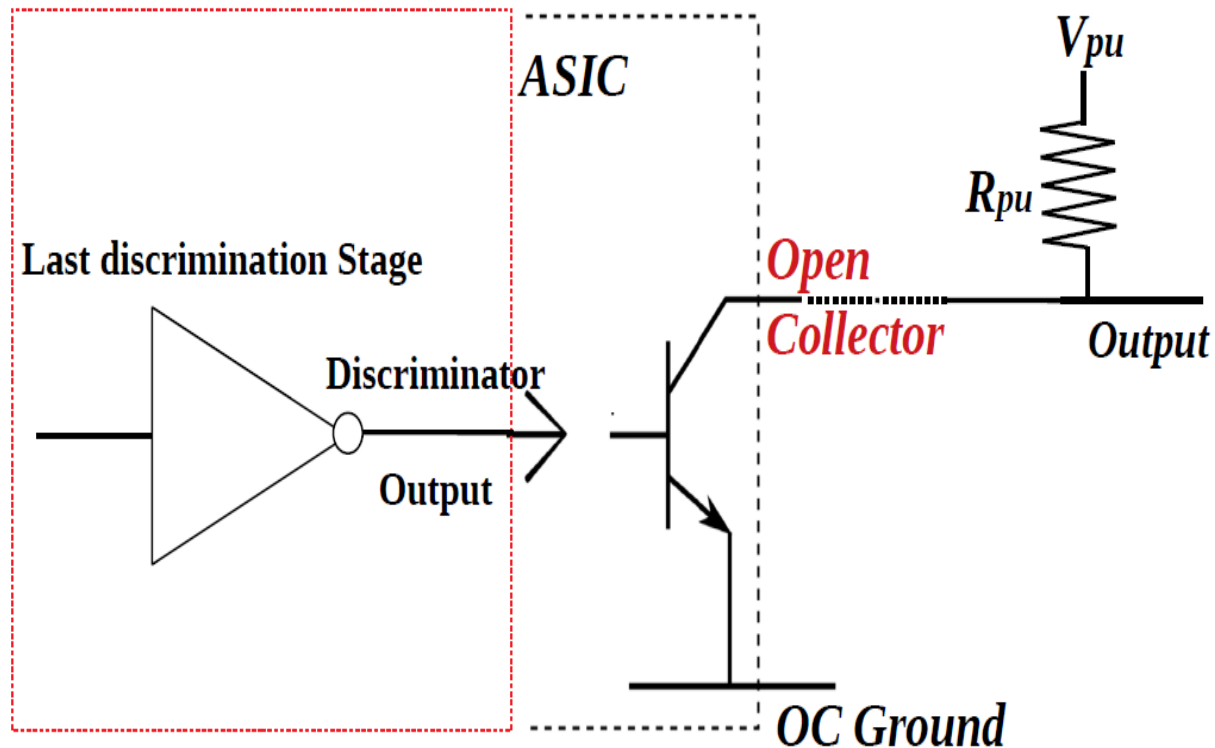 ASIC
Vpu
Rpu
Last discrimination Stage
Open
Collector
Output
Discriminator
Output
OC Ground